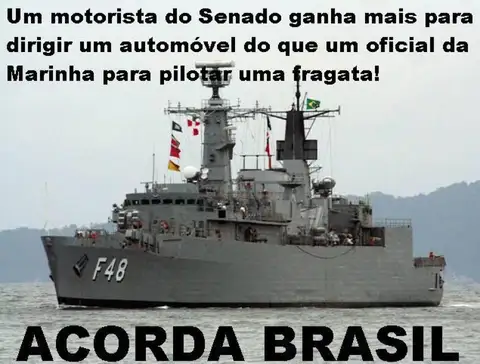 Um motorista do Senado ganha mais para
dirigir um automóvel do que um oficial da
Marinha para pilotar uma fragata!
F48
ACORDA BRASIL